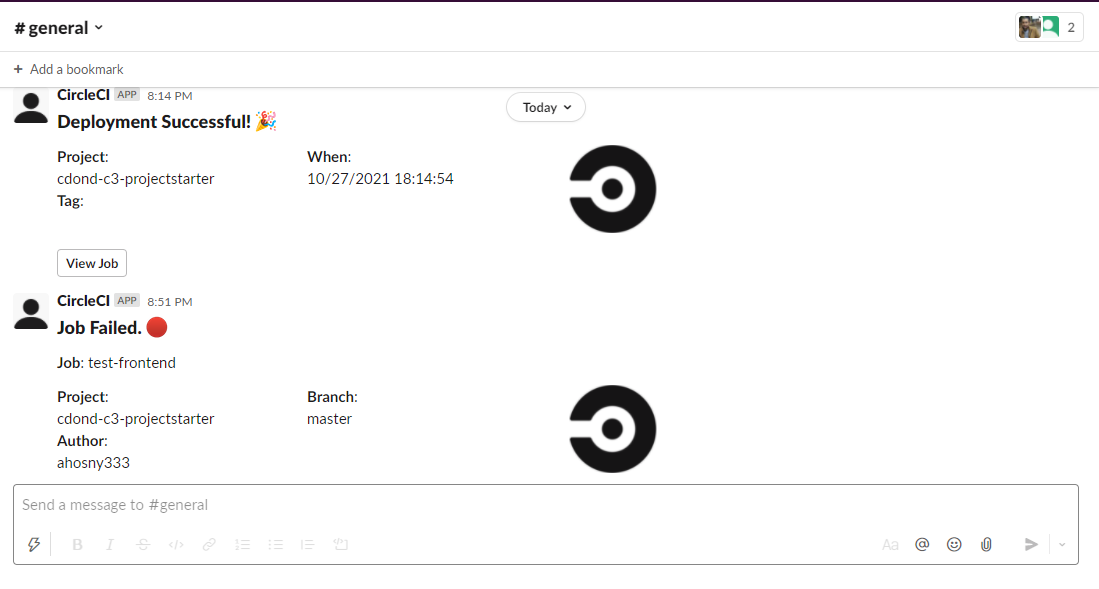 # general
2
+ Add a bookmark
CircleCI APP 8:14 PM
Today
Deployment Successful! 🎉
Project: When:
cdond-c3-projectstarter 10/27/2021 18:14:54
Tag:
View Job
CircleCI APP 8:51 PM
Job Failed. 🔴
Job: test-frontend
Project: Branch:
cdond-c3-projectstarter master
Author:
ahosny333
Send a message to #general
B I S </> Aa @